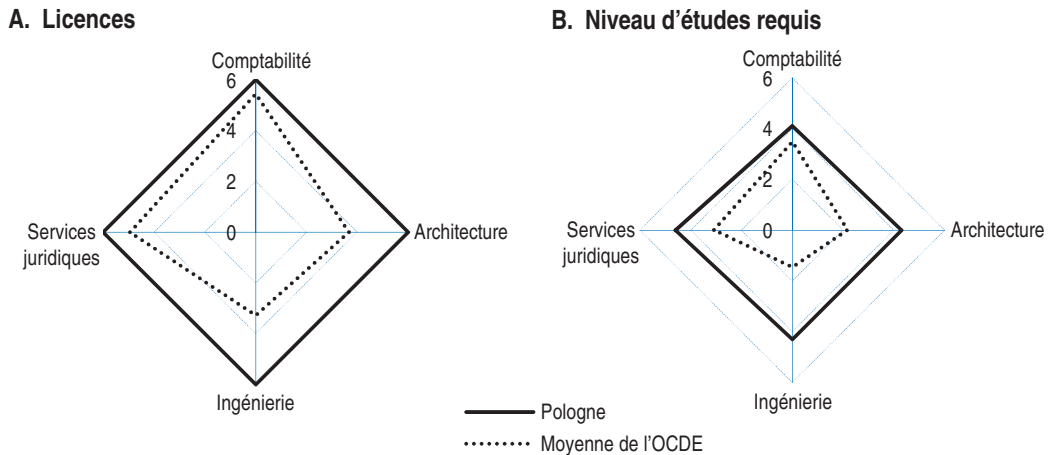 A. Licences
Comptabilité
6
4
2
0
Services
juridiques
Architecture
Ingénierie
B. Niveau d'études requis
Comptabilité
6
4
2
0
Services
juridiques
Architecture
Ingénierie
Pologne
Moyenne de l'OCDE